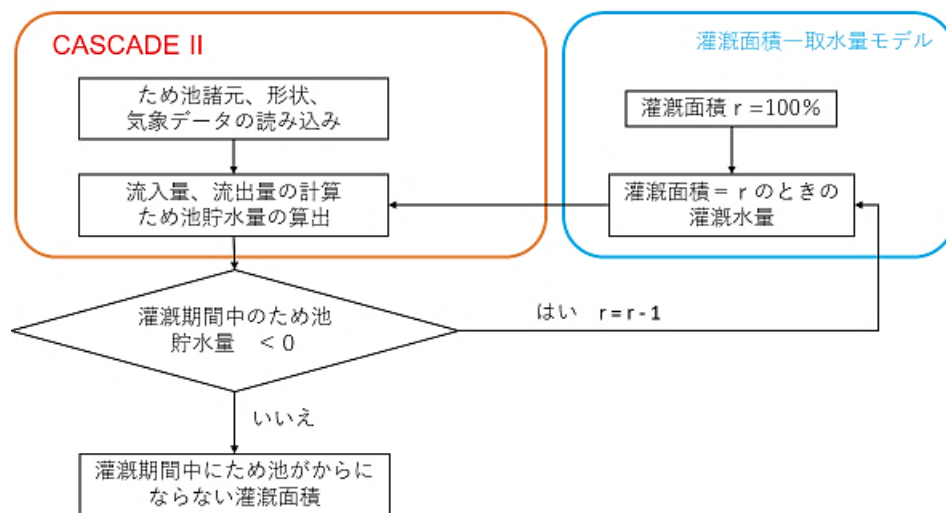 CASCADE II
ため池諸元、形状、
気象データの読み込み
流入量、流出量の計算
ため池貯水量の算出
灌漑面積ー取水量モデル
灌漑面積 r =100%
灌漑面積 = r のときの
灌漑水量
灌漑期間中のため池
貯水量 < 0
はい r = r - 1
いいえ
灌漑期間中にため池がからに
ならない灌漑面積